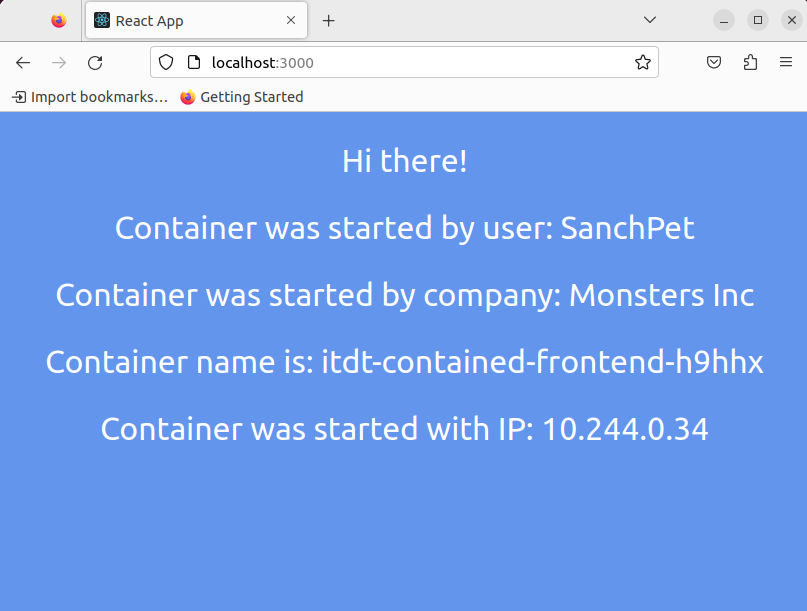 React App
localhost:3000
Import bookmarks…
Getting Started
Hi there!
Container was started by user: SanchPet
Container was started by company: Monsters Inc
Container name is: itdt-contained-frontend-h9hhx
Container was started with IP: 10.244.0.34